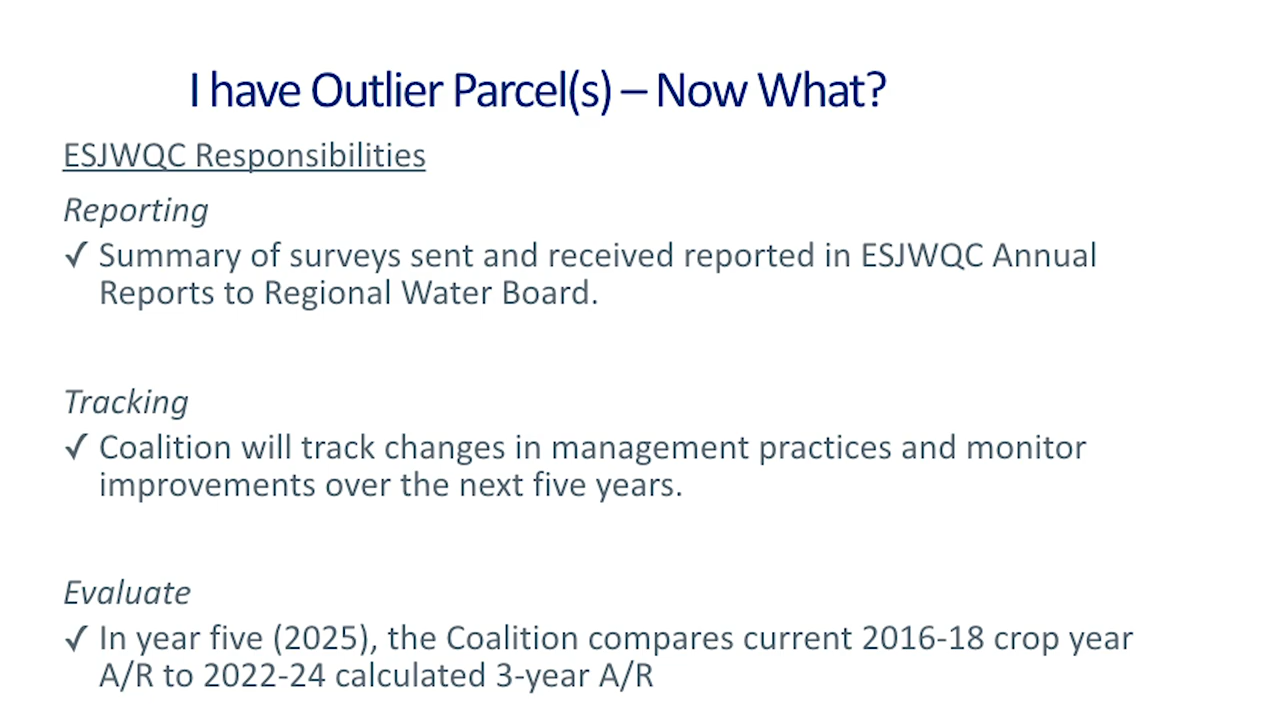 I have Outlier Parcel(s) – Now What?
ESJWQC Responsibilities
Reporting
✓ Summary of surveys sent and received reported in ESJWQC Annual
Reports to Regional Water Board.
Tracking
✓ Coalition will track changes in management practices and monitor
improvements over the next five years.
Evaluate
✓ In year five (2025), the Coalition compares current 2016-18 crop year
A/R to 2022-24 calculated 3-year A/R